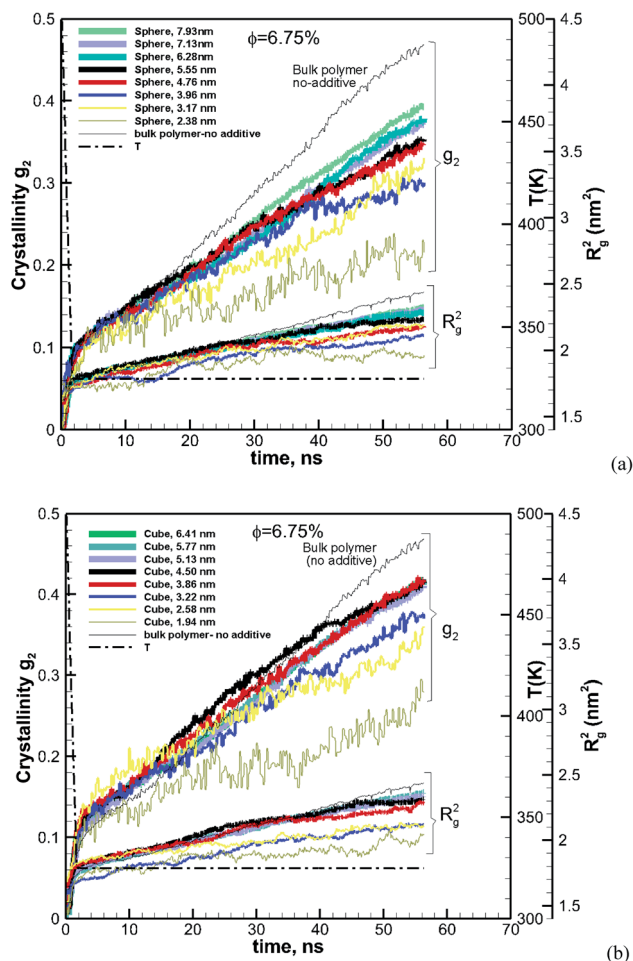 0.5
0.4
0.3
0.2
0.1
0
Crystallinity g2
Sphere, 7.93nm
Sphere, 7.13nm
Sphere, 6.28nm
Sphere, 5.55 nm
Sphere, 4.76 nm
Sphere, 3.96 nm
Sphere, 3.17 nm
Sphere, 2.38 nm
bulk polymer-no additive
T
ϕ=6.75%
Bulk polymer
no-additive
g2
Rg2
0 10 20 30 40 50 60 70
time, ns
500
450
400
350
300
T(K)
4.5
4
3.5
3
2.5
2
1.5
Rg2 (nm2)
(a)
0.5
0.4
0.3
0.2
0.1
0
Crystallinity g2
Cube, 6.41 nm
Cube, 5.77 nm
Cube, 5.13 nm
Cube, 4.50 nm
Cube, 3.86 nm
Cube, 3.22 nm
Cube, 2.58 nm
Cube, 1.94 nm
bulk polymer- no additive
T
ϕ=6.75%
Bulk polymer
(no additive)
g2
Rg2
0 10 20 30 40 50 60 70
time, ns
500
450
400
350
300
T(K)
4.5
4
3.5
3
2.5
2
1.5
Rg2 (nm2)
(b)